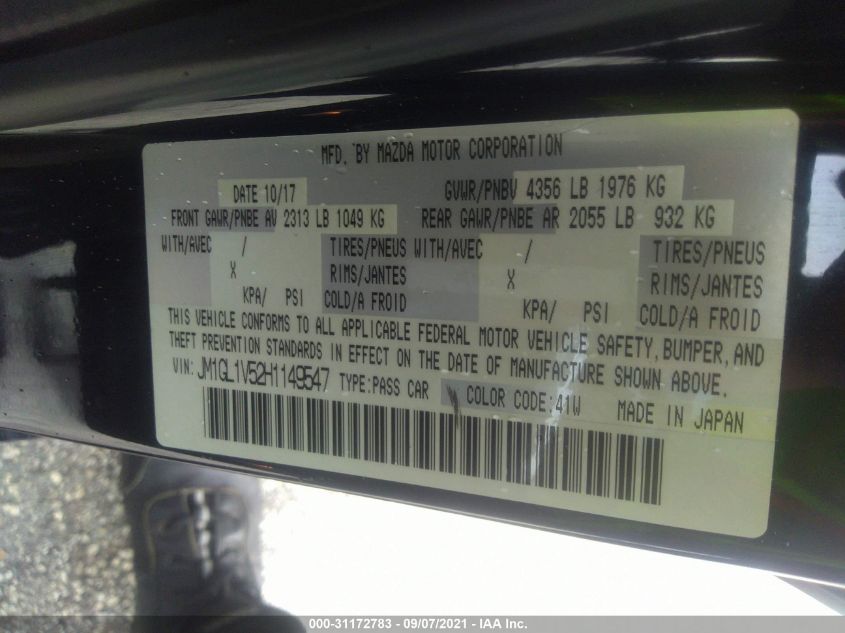 MFD. BY MAZDA MOTOR CORPORATION
DATE 10/17 GVWR/PNBV 4356 LB 1976 KG
FRONT GAWR/PNBE AV 2313 LB 1049 KG REAR GAWR/PNBE AR 2055 LB 932 KG
WITH/AVEC / TIRES/PNEUS WITH/AVEC / TIRES/PNEUS
X RIMS/JANTES X RIMS/JANTES
KPA/ PSI COLD/A FROID KPA/ PSI COLD/A FROID
THIS VEHICLE CONFORMS TO ALL APPLICABLE FEDERAL MOTOR VEHICLE SAFETY, BUMPER, AND
THEFT PREVENTION STANDARDS IN EFFECT ON THE DATE OF MANUFACTURE SHOWN ABOVE.
VIN: JM1GL1V52H1149547 TYPE:PASS CAR COLOR CODE:41W MADE IN JAPAN
000-31172783 - 09/07/2021 - IAA Inc.